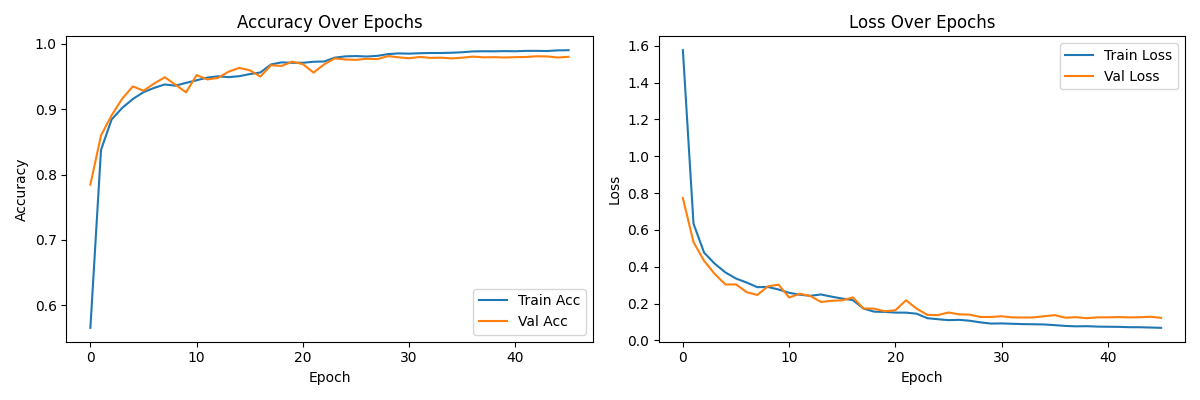 Accuracy Over Epochs
1.0
0.9
0.8
0.7
0.6
Accuracy
0 10 20 30 40
Epoch
Train Acc
Val Acc
Loss Over Epochs
1.6
1.4
1.2
1.0
0.8
0.6
0.4
0.2
0.0
Loss
0 10 20 30 40
Epoch
Train Loss
Val Loss